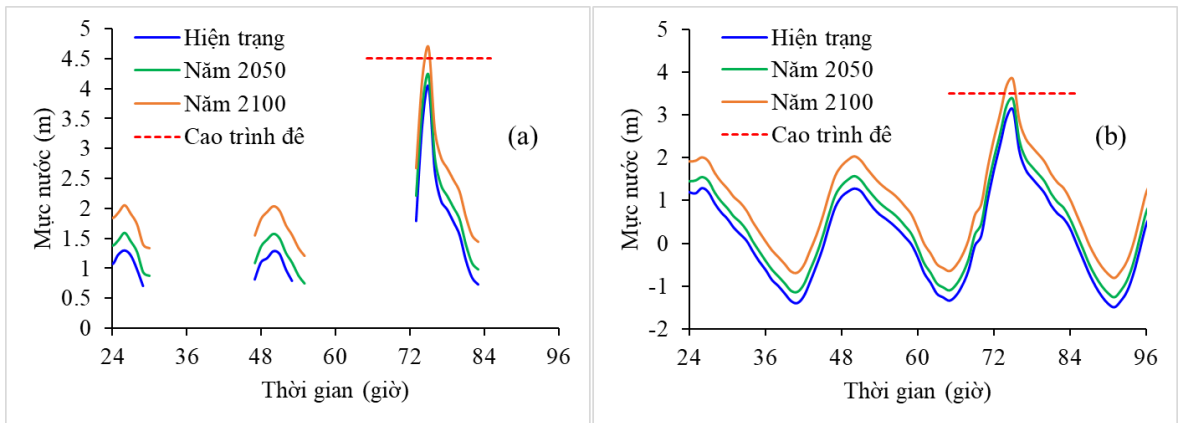 5
4.5
4
3.5
3
2.5
2
1.5
1
0.5
0
Mực nước (m)
Hiện trạng
Năm 2050
Năm 2100
Cao trình đê
(a)
24 36 48 60 72 84 96
Thời gian (giờ)
5
4
3
2
1
0
-1
-2
Mực nước (m)
Hiện trạng
Năm 2050
Năm 2100
Cao trình đê
(b)
24 36 48 60 72 84 96
Thời gian (giờ)